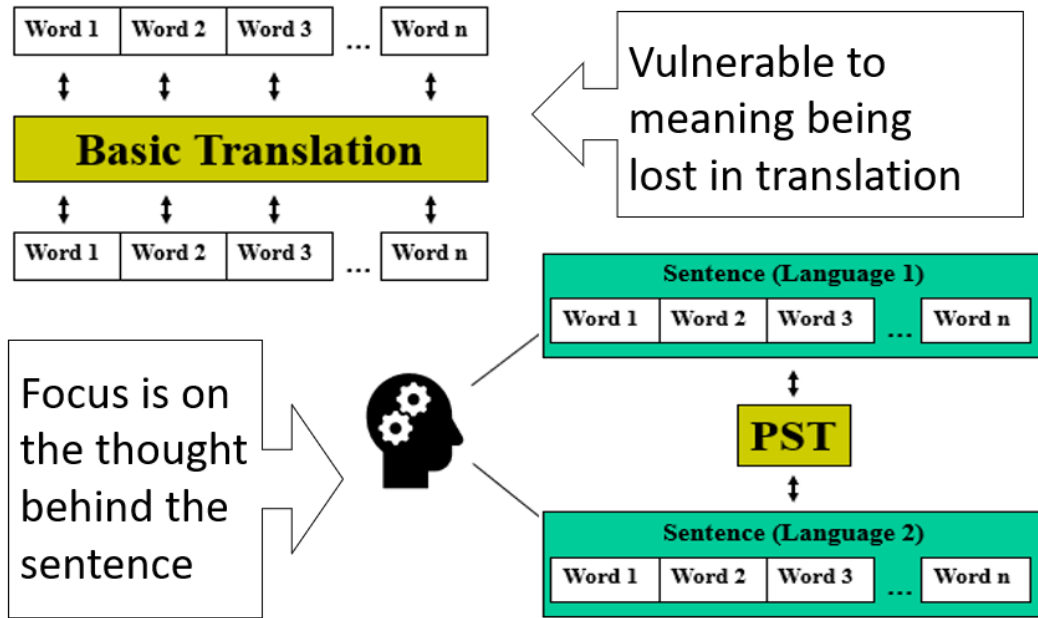 Word 1 Word 2 Word 3 ... Word n
Basic Translation
Word 1 Word 2 Word 3 ... Word n
Vulnerable to
meaning being
lost in translation
Focus is on
the thought
behind the
sentence
Sentence (Language 1)
Word 1 Word 2 Word 3 ... Word n
PST
Sentence (Language 2)
Word 1 Word 2 Word 3 ... Word n